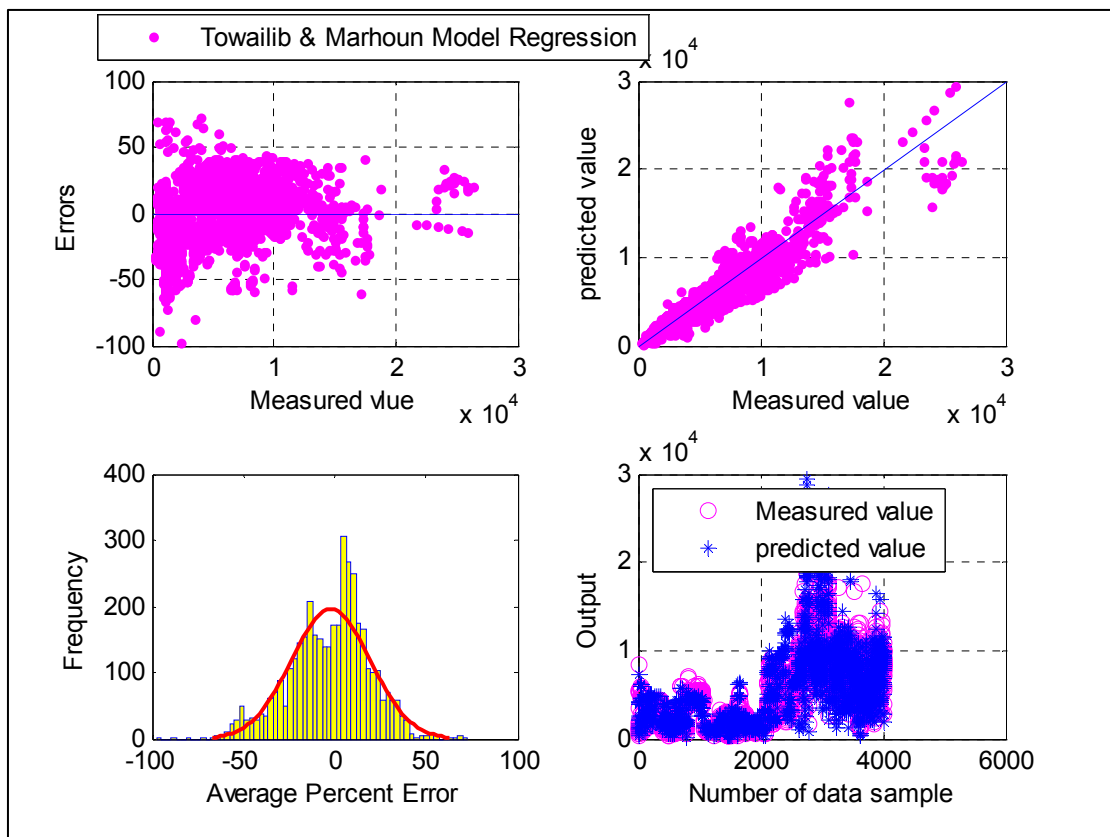 Towailib & Marhoun Model Regression
100
50
0
-50
-100
Errors
0
1
2
3
Measured vlue
x 10^4
x 10^4
3
2
1
0
predicted value
0
1
2
3
Measured value
x 10^4
400
300
200
100
0
Frequency
-100
-50
0
50
100
Average Percent Error
x 10^4
3
2
1
0
Output
Measured value
predicted value
0
2000
4000
6000
Number of data sample